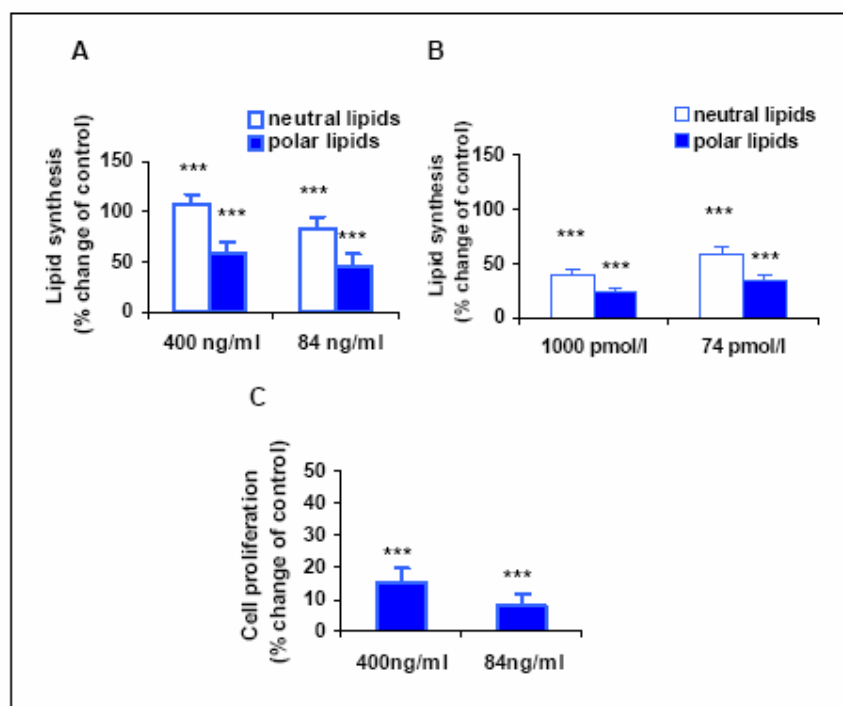 A
neutral lipids
polar lipids
Lipid synthesis
(% change of control)
150
100
50
0
***
***
***
***
400 ng/ml
84 ng/ml
B
neutral lipids
polar lipids
Lipid synthesis
(% change of control)
150
100
50
0
***
***
***
***
1000 pmol/l
74 pmol/l
C
Cell proliferation
(% change of control)
50
40
30
20
10
0
***
***
400ng/ml
84ng/ml